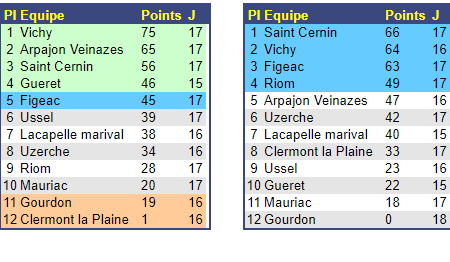 Pl Equipe Points J
1 Vichy 75 17
2 Arpajon Veinazes 65 17
3 Saint Cernin 56 17
4 Gueret 46 15
5 Figeac 45 17
6 Ussel 39 17
7 Lacapelle marival 38 16
8 Uzerche 34 16
9 Riom 28 17
10 Mauriac 20 17
11 Gourdon 19 16
12 Clermont la Plaine 1 16
Pl Equipe Points J
1 Saint Cernin 66 17
2 Vichy 64 16
3 Figeac 63 17
4 Riom 49 17
5 Arpajon Veinazes 47 16
6 Uzerche 42 17
7 Lacapelle marival 40 15
8 Clermont la Plaine 33 17
9 Ussel 23 16
10 Gueret 22 15
11 Mauriac 18 17
12 Gourdon 0 18